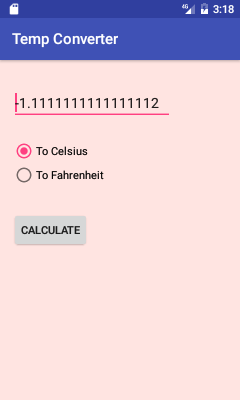 4G 3:18
Temp Converter
-1.1111111111111112
To Celsius
To Fahrenheit
CALCULATE